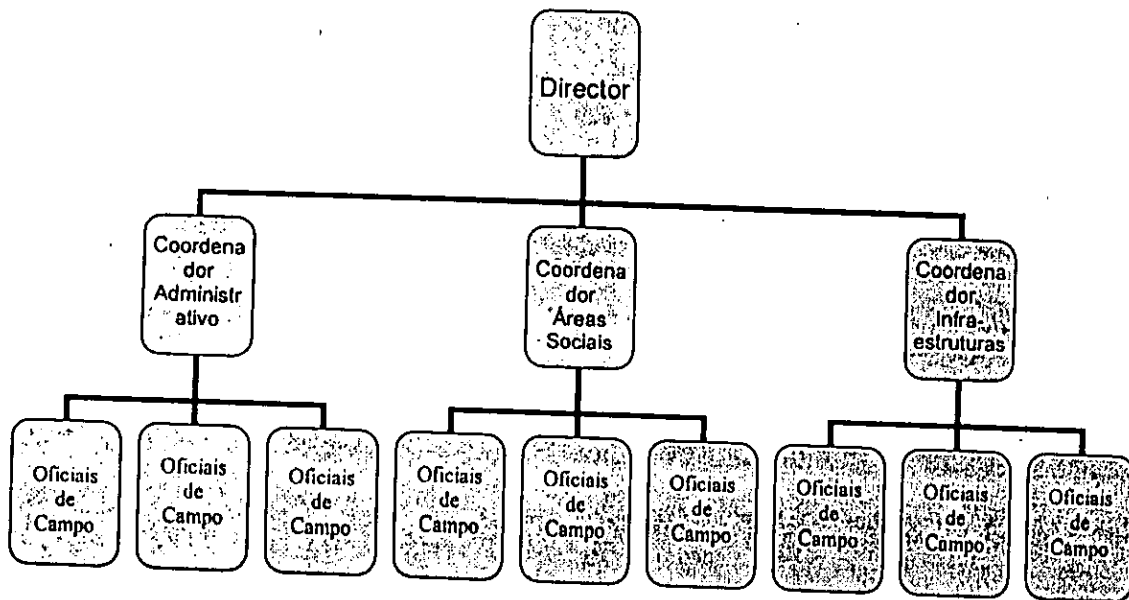 Director
Coordena
dor
Administr
ativo
Coordena
dor
Áreas
Sociais
Coordena
dor
Infra-
estruturas
Oficiais
de
Campo
Oficiais
de
Campo
Oficiais
de
Campo
Oficiais
de
Campo
Oficiais
de
Campo
Oficiais
de
Campo
Oficiais
de
Campo
Oficiais
de
Campo
Oficiais
de
Campo